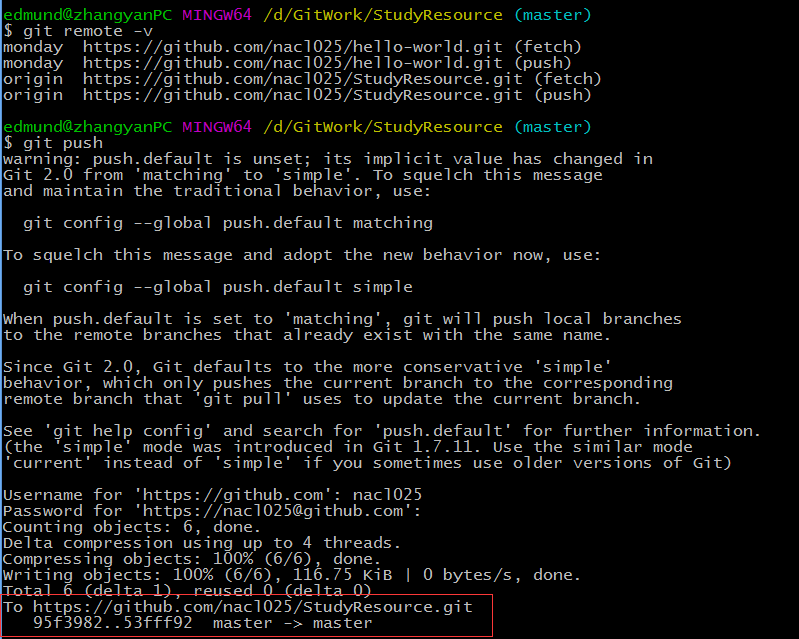 edmund@zhangyanPC MINGW64 /d/GitWork/StudyResource (master)
$ git remote -v
monday  https://github.com/nacl025/hello-world.git (fetch)
monday  https://github.com/nacl025/hello-world.git (push)
origin  https://github.com/nacl025/StudyResource.git (fetch)
origin  https://github.com/nacl025/StudyResource.git (push)
edmund@zhangyanPC MINGW64 /d/GitWork/StudyResource (master)
$ git push
warning: push.default is unset; its implicit value has changed in
Git 2.0 from 'matching' to 'simple'. To squelch this message
and maintain the traditional behavior, use:
  git config --global push.default matching
To squelch this message and adopt the new behavior now, use:
  git config --global push.default simple
When push.default is set to 'matching', git will push local branches
to the remote branches that already exist with the same name.
Since Git 2.0, Git defaults to the more conservative 'simple'
behavior, which only pushes the current branch to the corresponding
remote branch that 'git pull' uses to update the current branch.
See 'git help config' and search for 'push.default' for further information.
(the 'simple' mode was introduced in Git 1.7.11. Use the similar mode
'current' instead of 'simple' if you sometimes use older versions of Git)
Username for 'https://github.com': nacl025
Password for 'https://nacl025@github.com':
Counting objects: 6, done.
Delta compression using up to 4 threads.
Compressing objects: 100% (6/6), done.
Writing objects: 100% (6/6), 116.75 KiB | 0 bytes/s, done.
Total 6 (delta 1), reused 0 (delta 0)
To https://github.com/nacl025/StudyResource.git
   95f3982..53fff92  master -> master